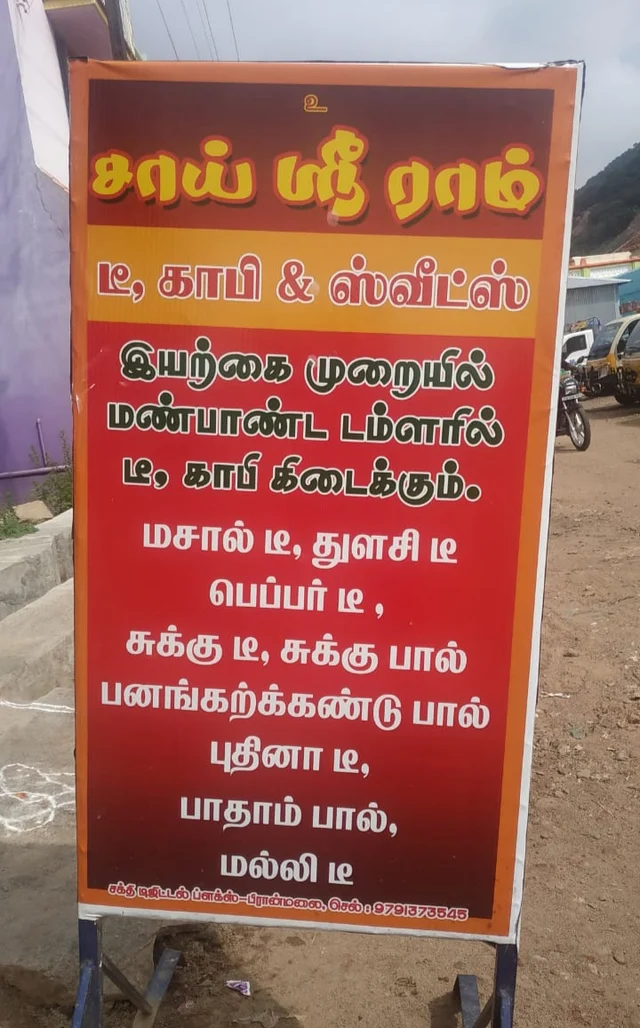 உ
சாய் ஸ்ரீ ராம்
டீ, காபி & ஸ்வீட்ஸ்
இயற்கை முறையில்
மண்பாண்ட டம்ளரில்
டீ, காபி கிடைக்கும்.
மசால் டீ, துளசி டீ
பெப்பர் டீ ,
சுக்கு டீ, சுக்கு பால்
பனங்கற்க்கண்டு பால்
புதினா டீ,
பாதாம் பால்,
மல்லி டீ
சக்தி டிஜிட்டல் ப்ளக்ஸ்-பிரான்மலை, செல் : 9791373545